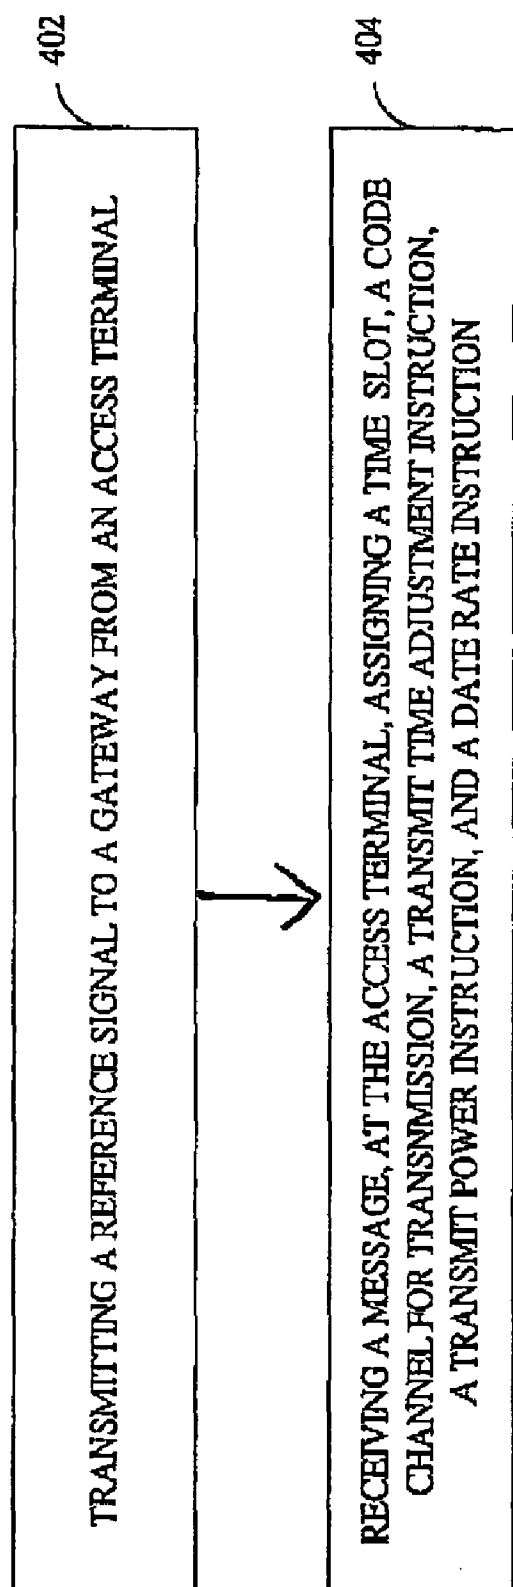 402
TRANSMITTING A REFERENCE SIGNAL TO A GATEWAY FROM AN ACCESS TERMINAL
404
RECEIVING A MESSAGE, AT THE ACCESS TERMINAL, ASSIGNING A TIME SLOT, A CODE
CHANNEL FOR TRANSNMISSION, A TRANSMIT TIME ADJUSTMENT INSTRUCTION,
A TRANSMIT POWER INSTRUCTION, AND A DATE RATE INSTRUCTION